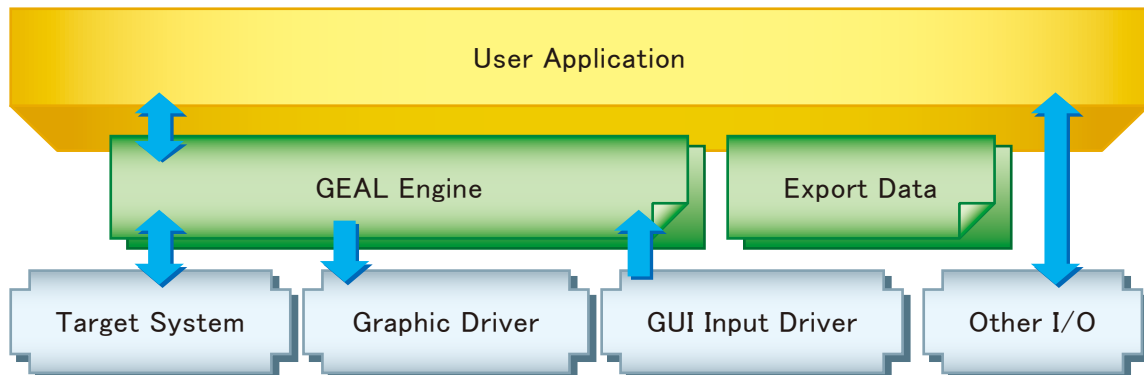 User Application
GEAL Engine
Export Data
Target System
Graphic Driver
GUI Input Driver
Other I/O